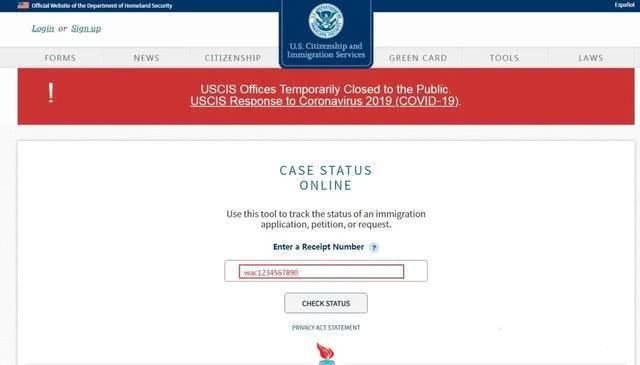 Official Website of the Department of Homeland Security
Español
Login or Sign up
U.S. Citizenship and
Immigration Services
FORMS NEWS CITIZENSHIP GREEN CARD TOOLS LAWS
! USCIS Offices Temporarily Closed to the Public.
USCIS Response to Coronavirus 2019 (COVID-19).
CASE STATUS
ONLINE
Use this tool to track the status of an immigration
application, petition, or request.
Enter a Receipt Number ?
wac1234567890
CHECK STATUS
PRIVACY ACT STATEMENT